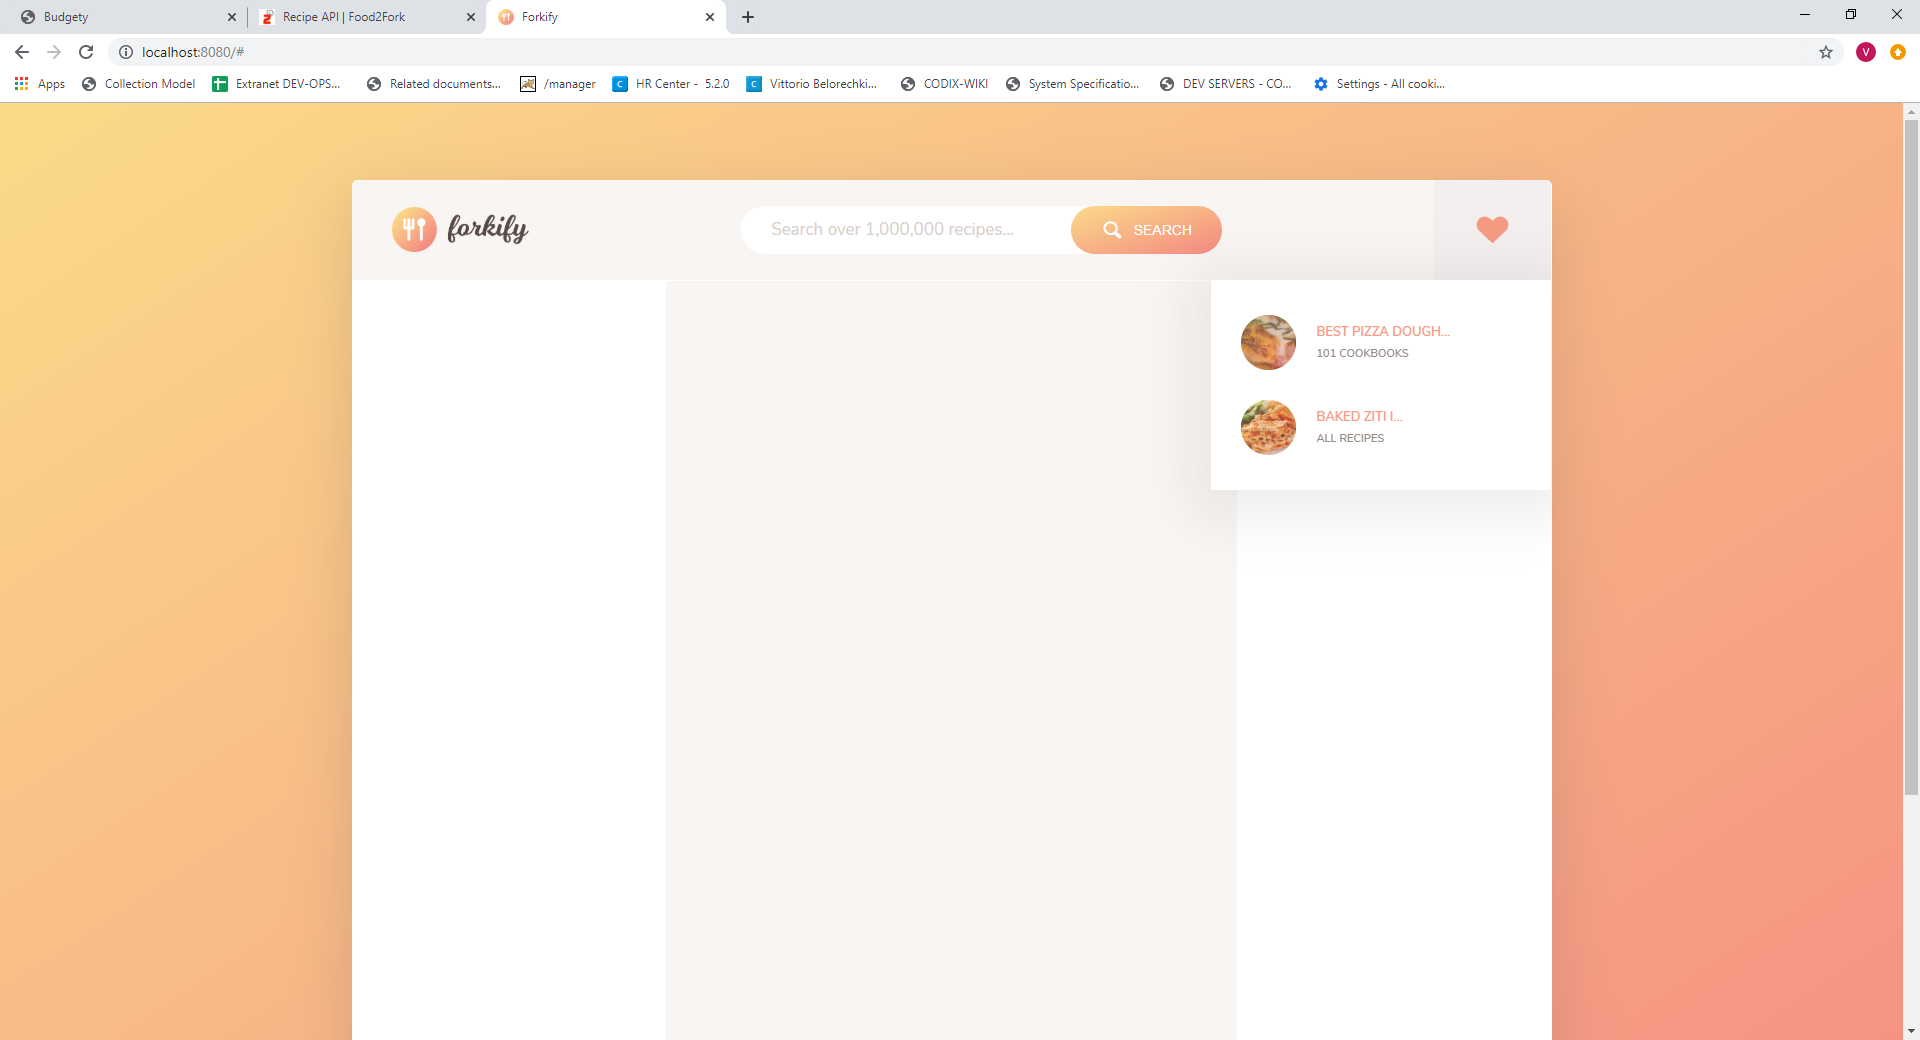 Budgety
Recipe API | Food2Fork
Forkify
localhost:8080/#
V
Apps
Collection Model
Extranet DEV-OPS...
Related documents...
/manager
HR Center - 5.2.0
Vittorio Belorechki...
CODIX-WIKI
System Specificatio...
DEV SERVERS - CO...
Settings - All cooki...
forkify
Search over 1,000,000 recipes...
SEARCH
BEST PIZZA DOUGH...
101 COOKBOOKS
BAKED ZITI I...
ALL RECIPES